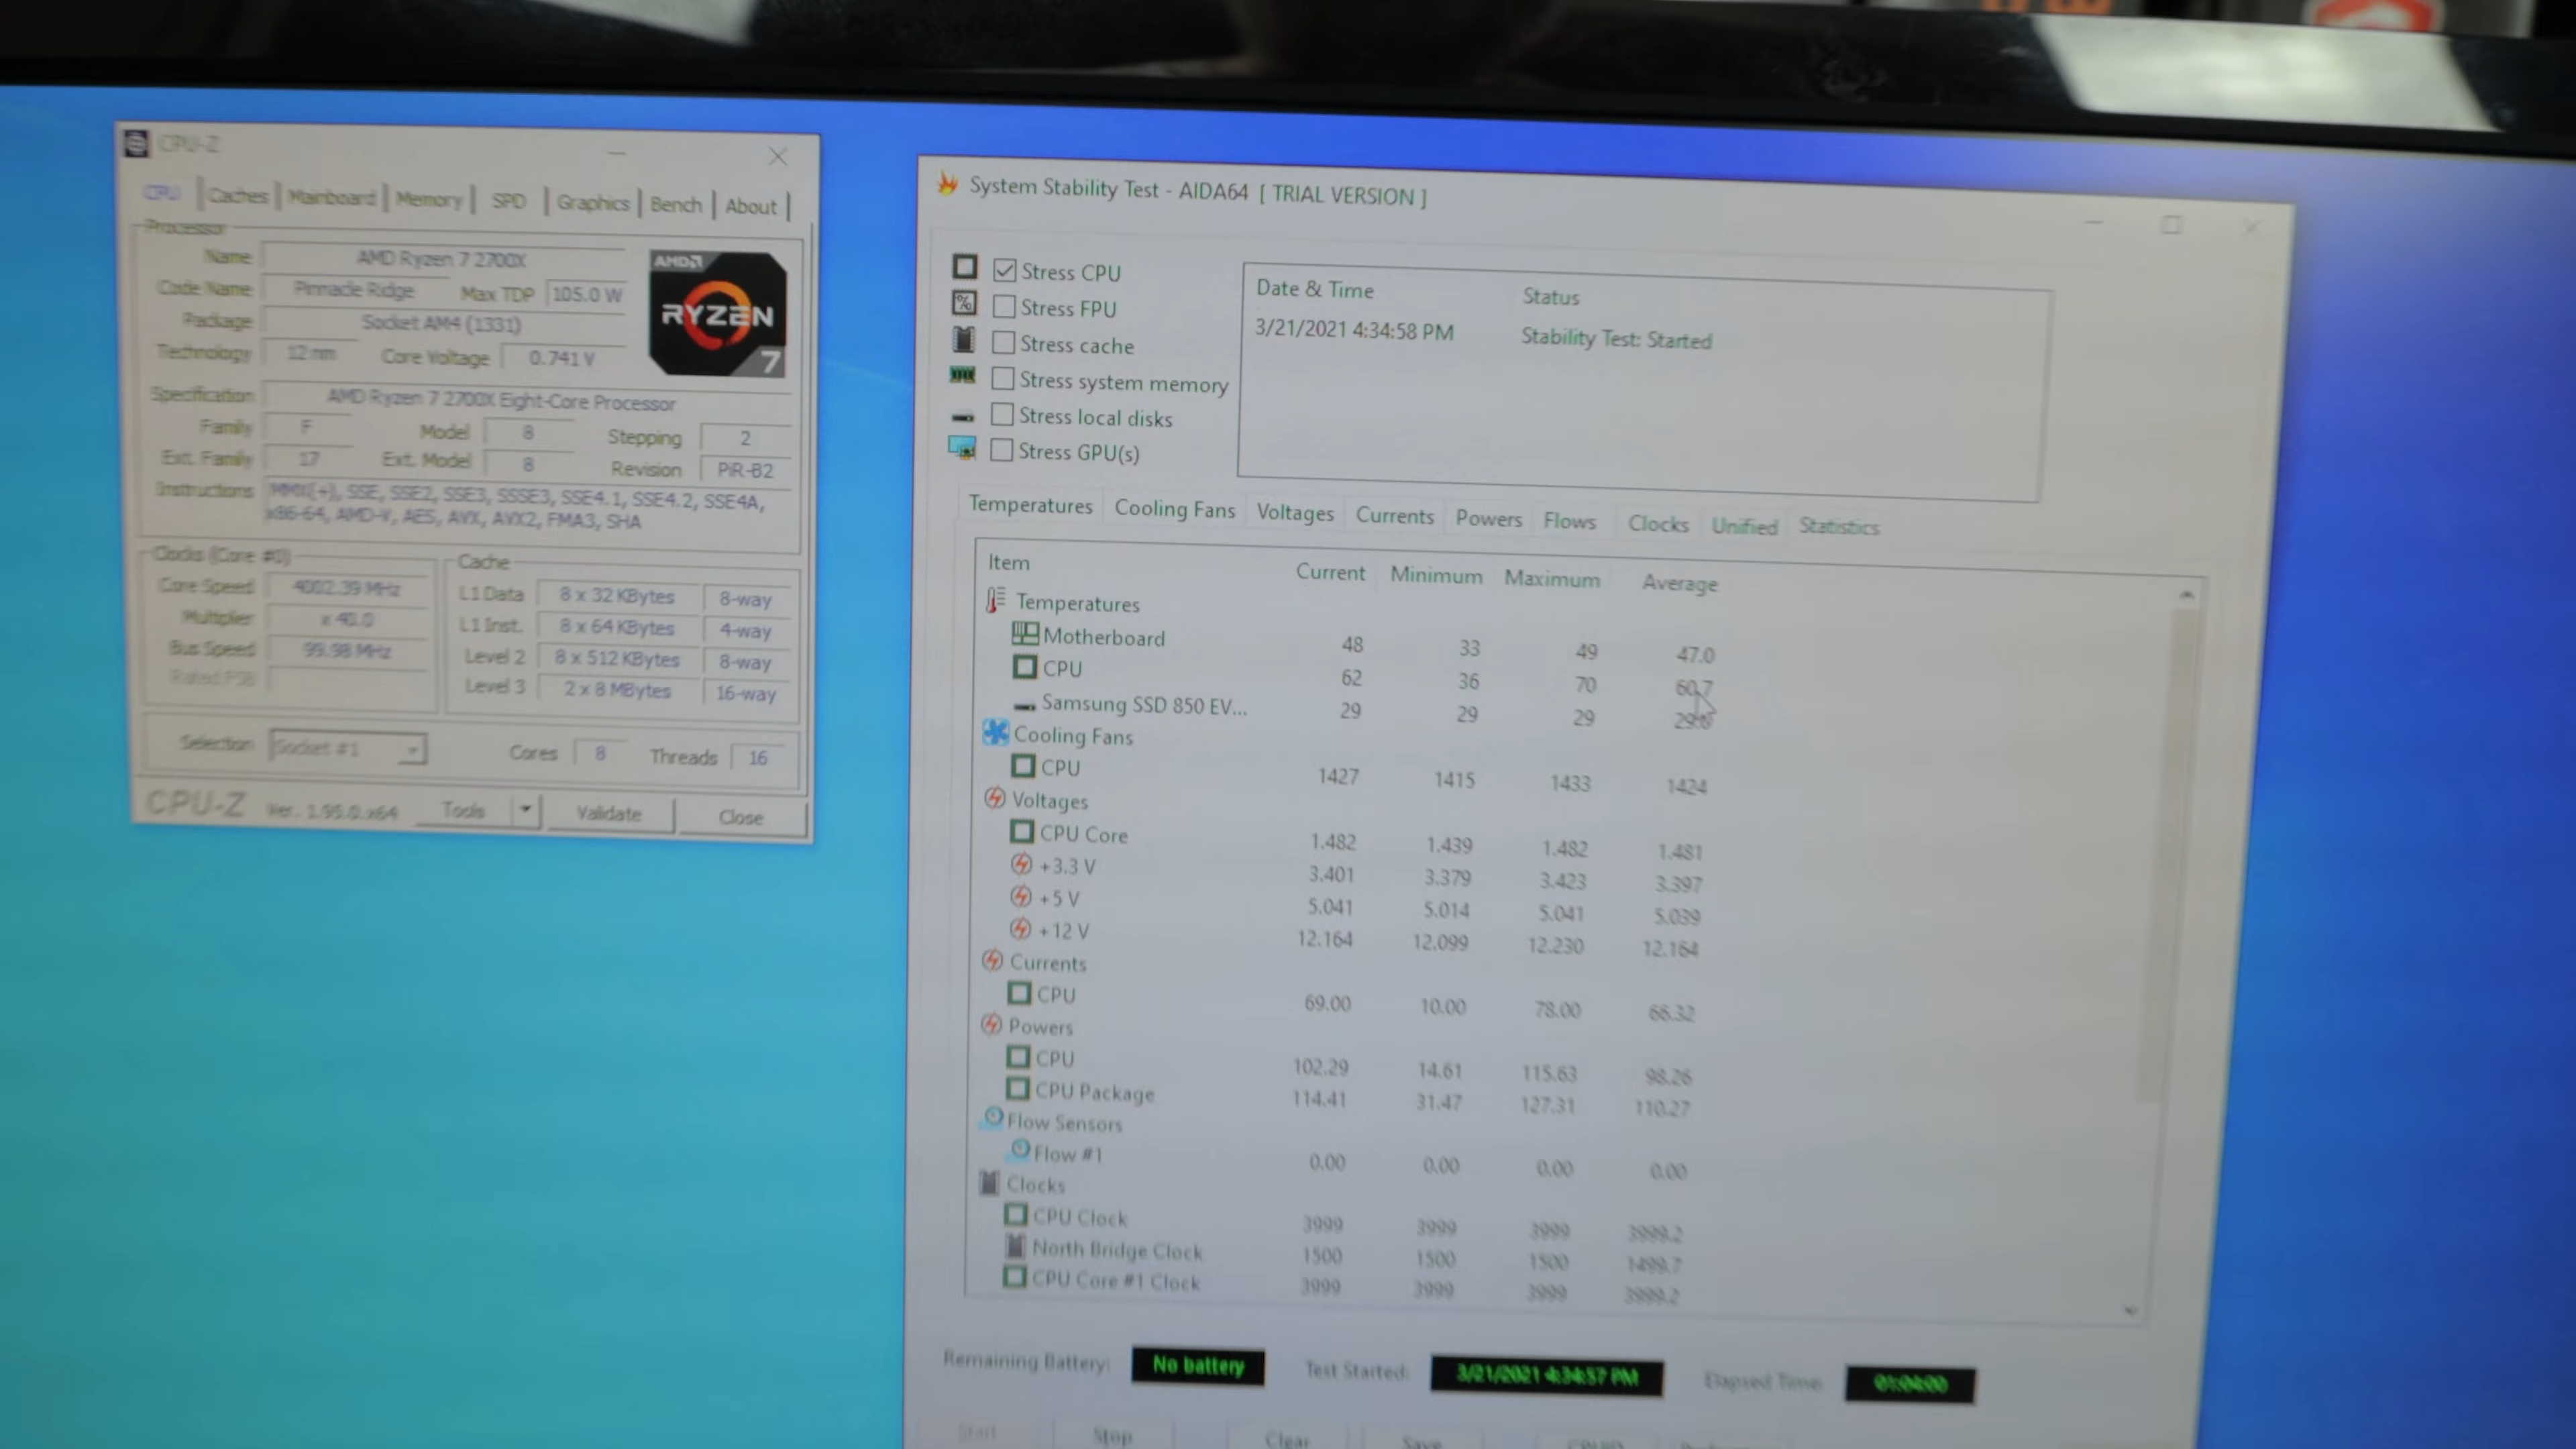 CPU-Z
CPU Caches Mainboard Memory SPD Graphics Bench About
Processor
Name AMD Ryzen 7 2700X
Code Name Pinnacle Ridge Max TDP 105.0 W
Package Socket AM4 (1331)
Technology 12 nm Core Voltage 0.741 V
AMD
RYZEN
7
Specification AMD Ryzen 7 2700X Eight-Core Processor
Family F Model 8 Stepping 2
Ext. Family 17 Ext. Model 8 Revision PiR-B2
Instructions MMX(+), SSE, SSE2, SSE3, SSSE3, SSE4.1, SSE4.2, SSE4A,
x86-64, AMD-V, AES, AVX, AVX2, FMA3, SHA
Clocks (Core #0)
Core Speed 4002.39 MHz
Multiplier x 40.0
Bus Speed 99.98 MHz
Rated FSB
Cache
L1 Data 8 x 32 KBytes 8-way
L1 Inst. 8 x 64 KBytes 4-way
Level 2 8 x 512 KBytes 8-way
Level 3 2 x 8 MBytes 16-way
Selection Socket #1 Cores 8 Threads 16
CPU-Z Ver. 1.95.0.x64 Tools Validate Close
System Stability Test - AIDA64 [ TRIAL VERSION ]
Stress CPU
Stress FPU
Stress cache
Stress system memory
Stress local disks
Stress GPU(s)
Date & Time Status
3/21/2021 4:34:58 PM Stability Test: Started
Temperatures Cooling Fans Voltages Currents Powers Flows Clocks Unified Statistics
Item Current Minimum Maximum Average
Temperatures
Motherboard 48 33 49 47.0
CPU 62 36 70 60.7
Samsung SSD 850 EV... 29 29 29
Cooling Fans
CPU 1427 1415 1433 1424
Voltages
CPU Core 1.482 1.439 1.482 1.481
+3.3 V 3.401 3.379 3.423 3.397
+5 V 5.041 5.014 5.041 5.039
+12 V 12.164 12.099 12.230 12.164
Currents
CPU 69.00 10.00 78.00 66.32
Powers
CPU 102.29 14.61 115.63 98.26
CPU Package 114.41 31.47 127.31 110.27
Flow Sensors
Flow #1 0.00 0.00 0.00 0.00
Clocks
CPU Clock 3999 3999 3999 3999.2
North Bridge Clock 1500 1500 1500 1499.7
CPU Core #1 Clock 3999 3999 3999 3999.2
Remaining Battery: No battery Test Started: 3/21/2021 4:34:57 PM Elapsed Time: 01:04:00
Start Stop Clear Save CPUID